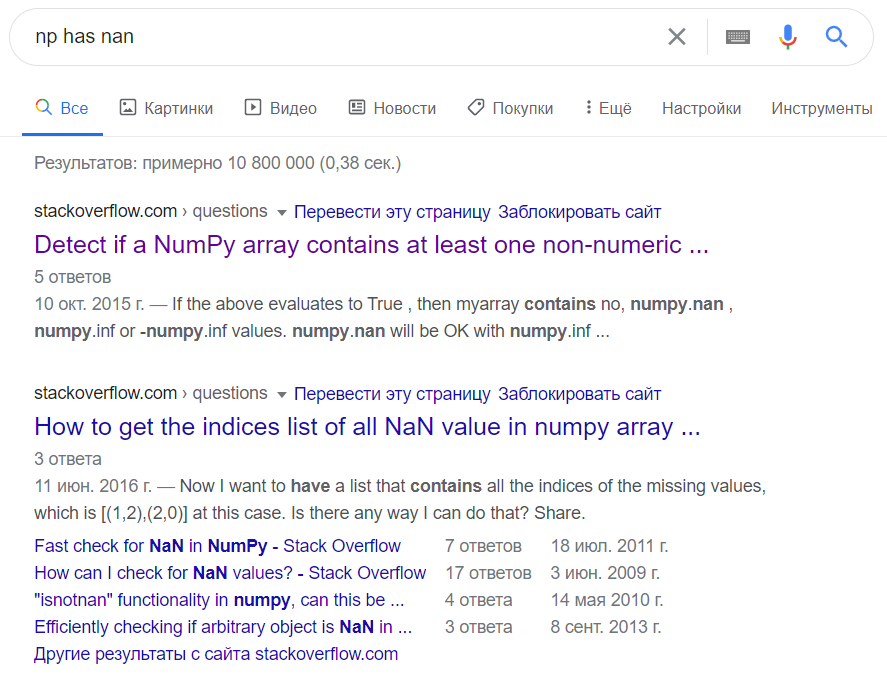 np has nan
Все Картинки Видео Новости Покупки Ещё Настройки Инструменты
Результатов: примерно 10 800 000 (0,38 сек.)
stackoverflow.com › questions Перевести эту страницу Заблокировать сайт
Detect if a NumPy array contains at least one non-numeric ...
5 ответов
10 окт. 2015 г. — If the above evaluates to True , then myarray contains no, numpy.nan ,
numpy.inf or -numpy.inf values. numpy.nan will be OK with numpy.inf ...
stackoverflow.com › questions Перевести эту страницу Заблокировать сайт
How to get the indices list of all NaN value in numpy array ...
3 ответа
11 июн. 2016 г. — Now I want to have a list that contains all the indices of the missing values,
which is [(1,2),(2,0)] at this case. Is there any way I can do that? Share.
Fast check for NaN in NumPy - Stack Overflow 7 ответов 18 июл. 2011 г.
How can I check for NaN values? - Stack Overflow 17 ответов 3 июн. 2009 г.
"isnotnan" functionality in numpy, can this be ... 4 ответа 14 мая 2010 г.
Efficiently checking if arbitrary object is NaN in ... 3 ответа 8 сент. 2013 г.
Другие результаты с сайта stackoverflow.com